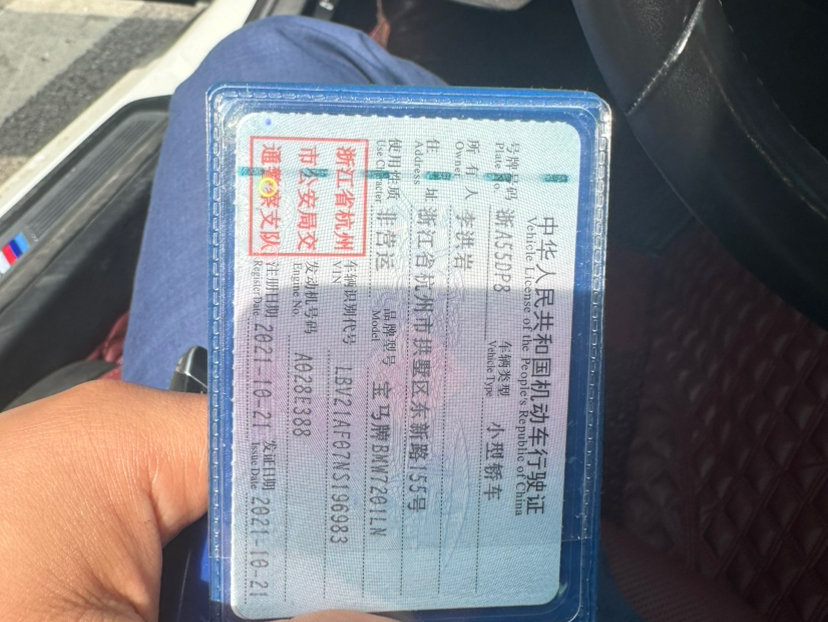 中华人民共和国机动车行驶证
Vehicle License of the People's Republic of China
号牌号码 浙A55DP8 车辆类型 小型轿车
Plate No. Vehicle Type
所有人 李洪岩
Owner
住址 浙江省杭州市拱墅区东新路155号
Address
使用性质 非营运 品牌型号 宝马牌BMW7201LN
Use Character Model
浙江省杭州
市公安局交
通警察支队
车辆识别代号 LBV21AF07NS196983
VIN
发动机号码 A028E388
Engine No.
注册日期 2021-10-21 发证日期 2021-10-21
Register Date Issue Date